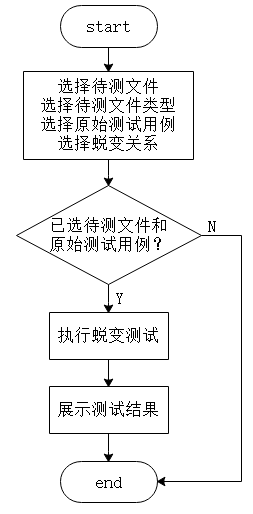 start
选择待测文件
选择待测文件类型
选择原始测试用例
选择蜕变关系
已选待测文件和
原始测试用例？
N
Y
执行蜕变测试
展示测试结果
end